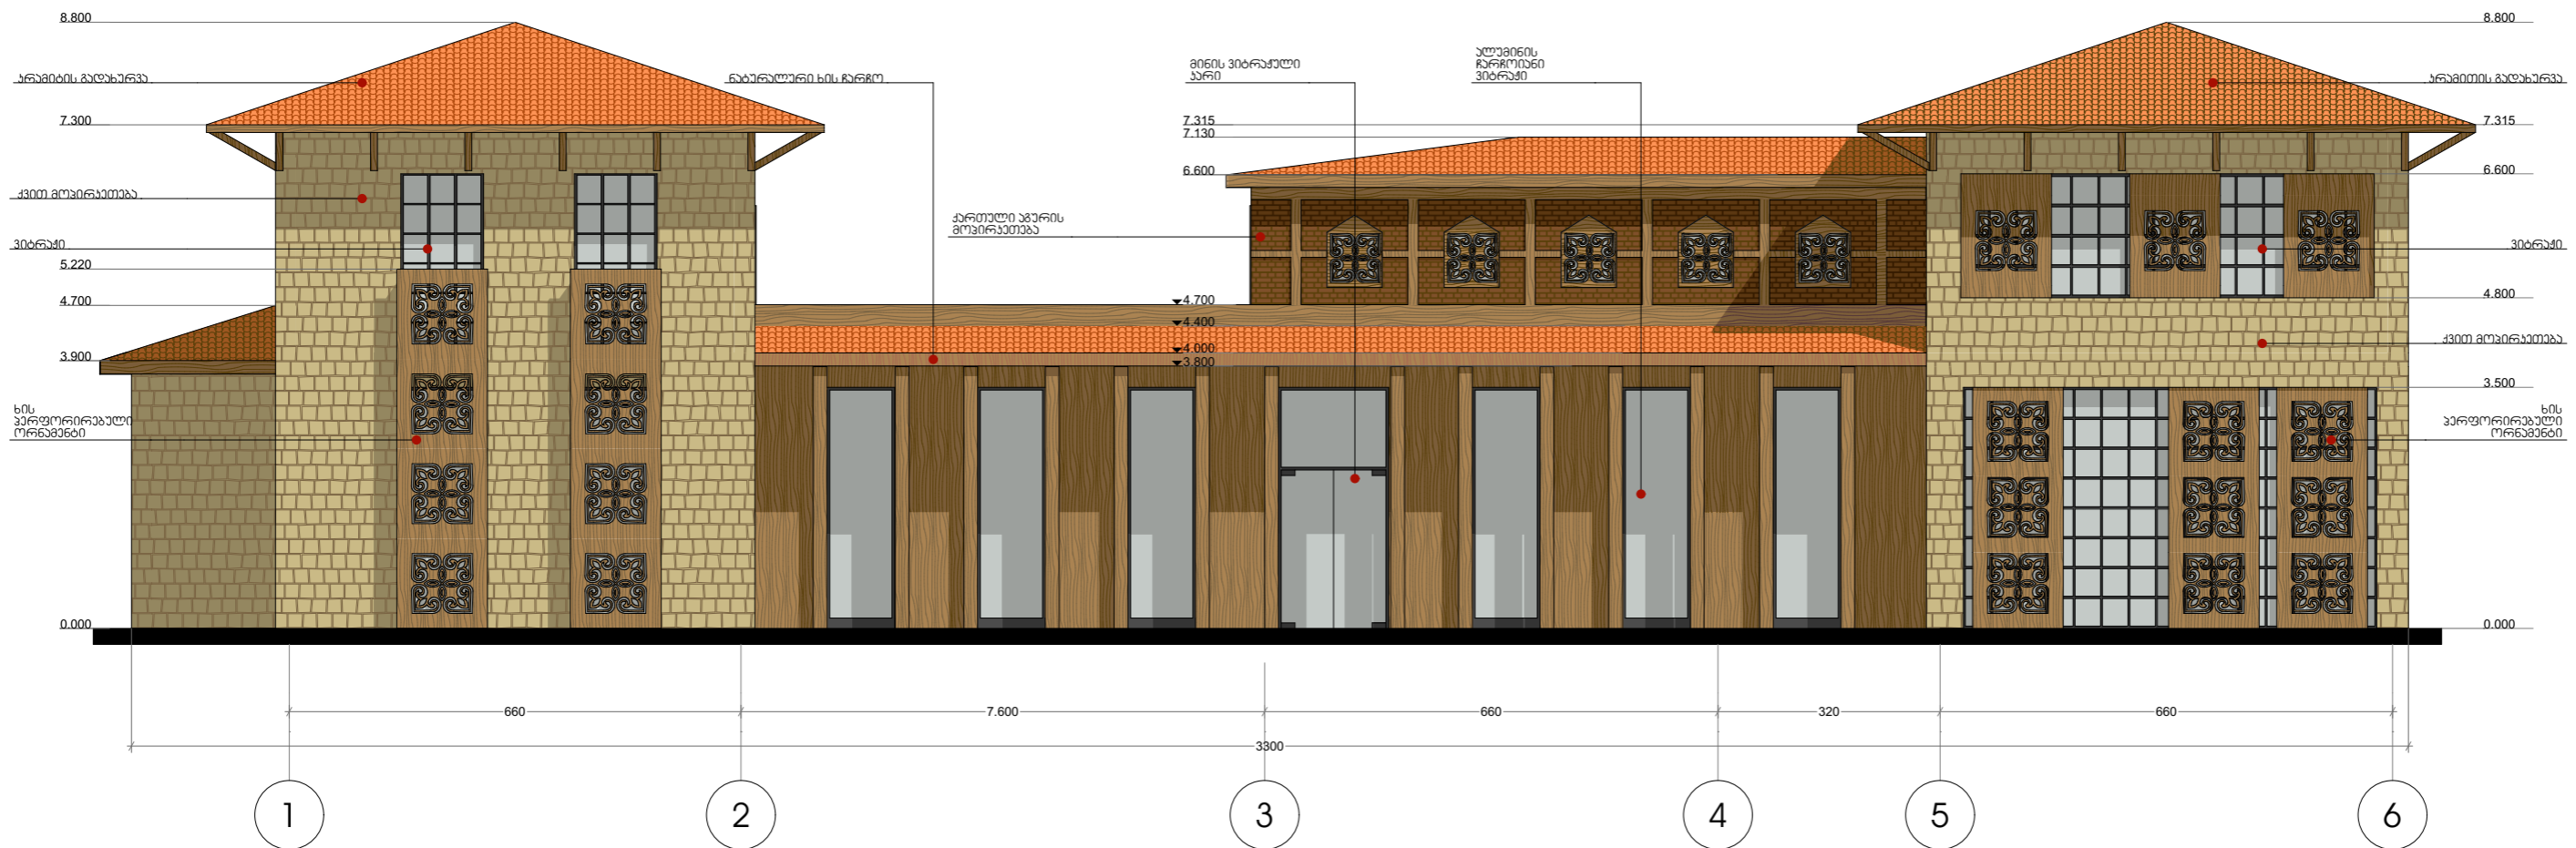 8.800
კრამიტის გადახურვა
7.300
ქვით მოპირკეთება
ვიტრაჟი
5.220
4.700
3.900
ხის
პერფორირებული
ორნამენტი
0.000
ნატურალური ხის ჩარჩო
ქართული აგურის
მოპირკეთება
მინის ვიტრაჟული
კარი
ალუმინის
ჩარჩოიანი
ვიტრაჟი
7.315
7.130
6.600
4.700
4.400
4.000
3.800
8.800
კრამითის გადახურვა
7.315
6.600
ვიტრაჟი
4.800
ქვით მოპირკეთება
3.500
ხის
პერფორირებული
ორნამენტი
0.000
660
7.600
660
320
660
3300
1
2
3
4
5
6